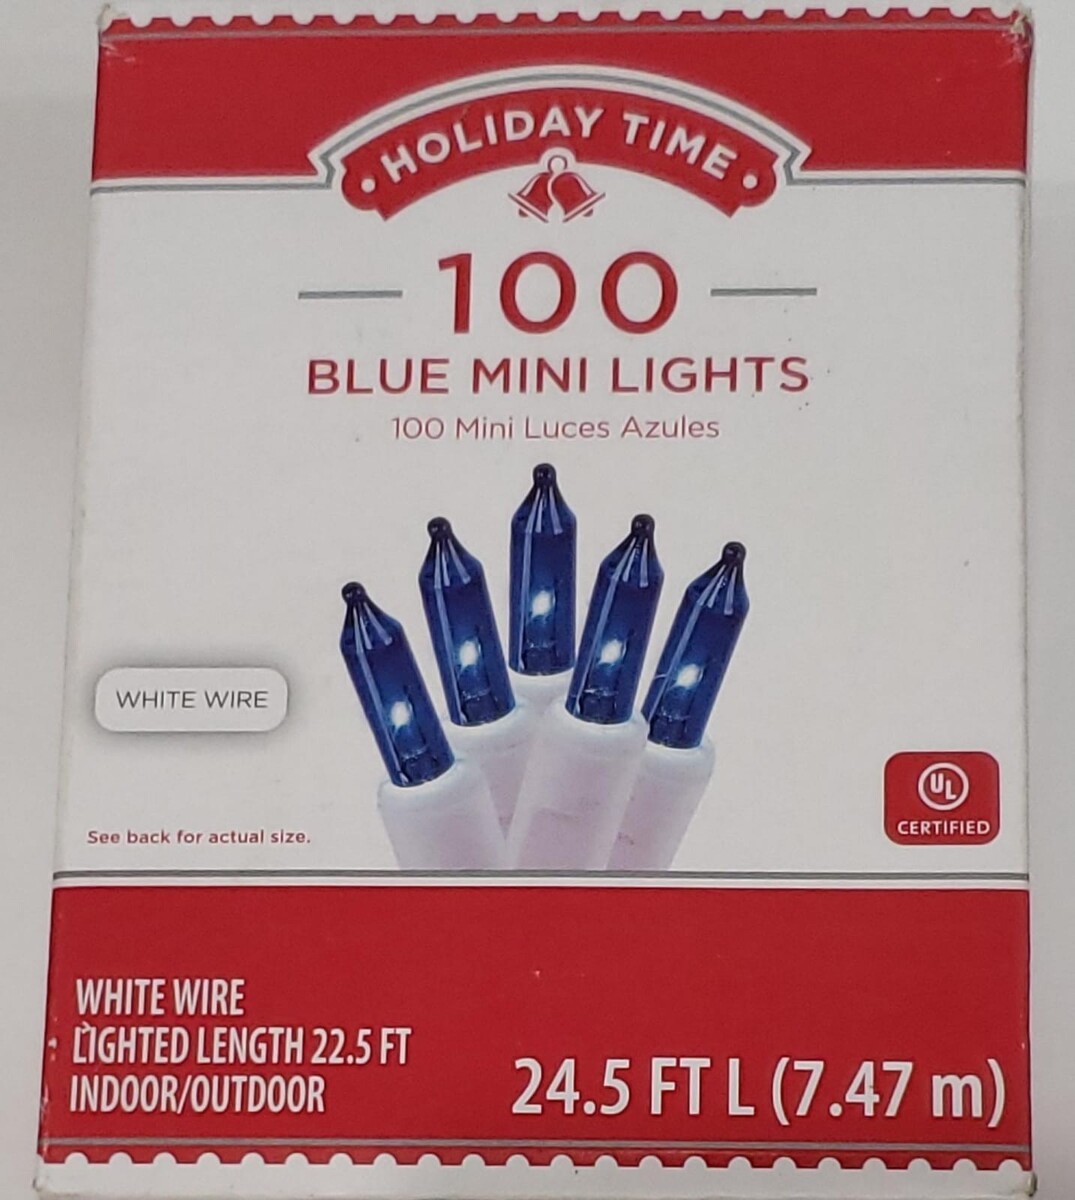 HOLIDAY TIME
100
BLUE MINI LIGHTS
100 Mini Luces Azules
WHITE WIRE
UL
CERTIFIED
See back for actual size.
WHITE WIRE
LIGHTED LENGTH 22.5 FT
INDOOR/OUTDOOR
24.5 FT L (7.47 m)